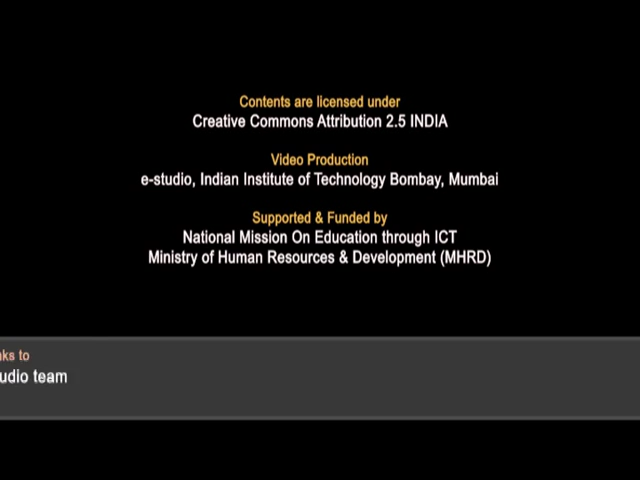 Contents are licensed under
Creative Commons Attribution 2.5 INDIA
Video Production
e-studio, Indian Institute of Technology Bombay, Mumbai
Supported & Funded by
National Mission On Education through ICT
Ministry of Human Resources & Development (MHRD)
ks to
udio team